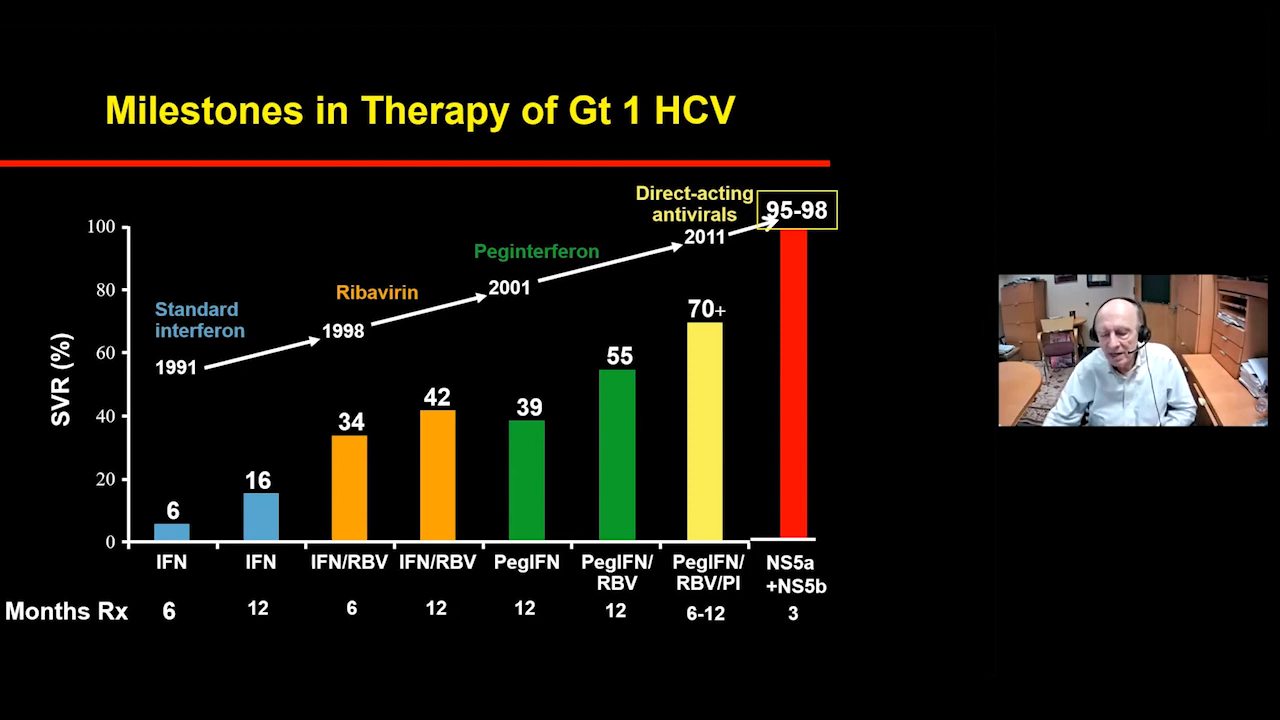 Milestones in Therapy of Gt 1 HCV
Direct-acting
antivirals
95-98
2011
Peginterferon
2001
Ribavirin
1998
Standard
interferon
1991
SVR (%)
100
80
60
40
20
0
6
16
34
42
39
55
70+
IFN IFN IFN/RBV IFN/RBV PegIFN PegIFN/ PegIFN/ NS5a
RBV RBV/PI +NS5b
Months Rx 6 12 6 12 12 12 6-12 3